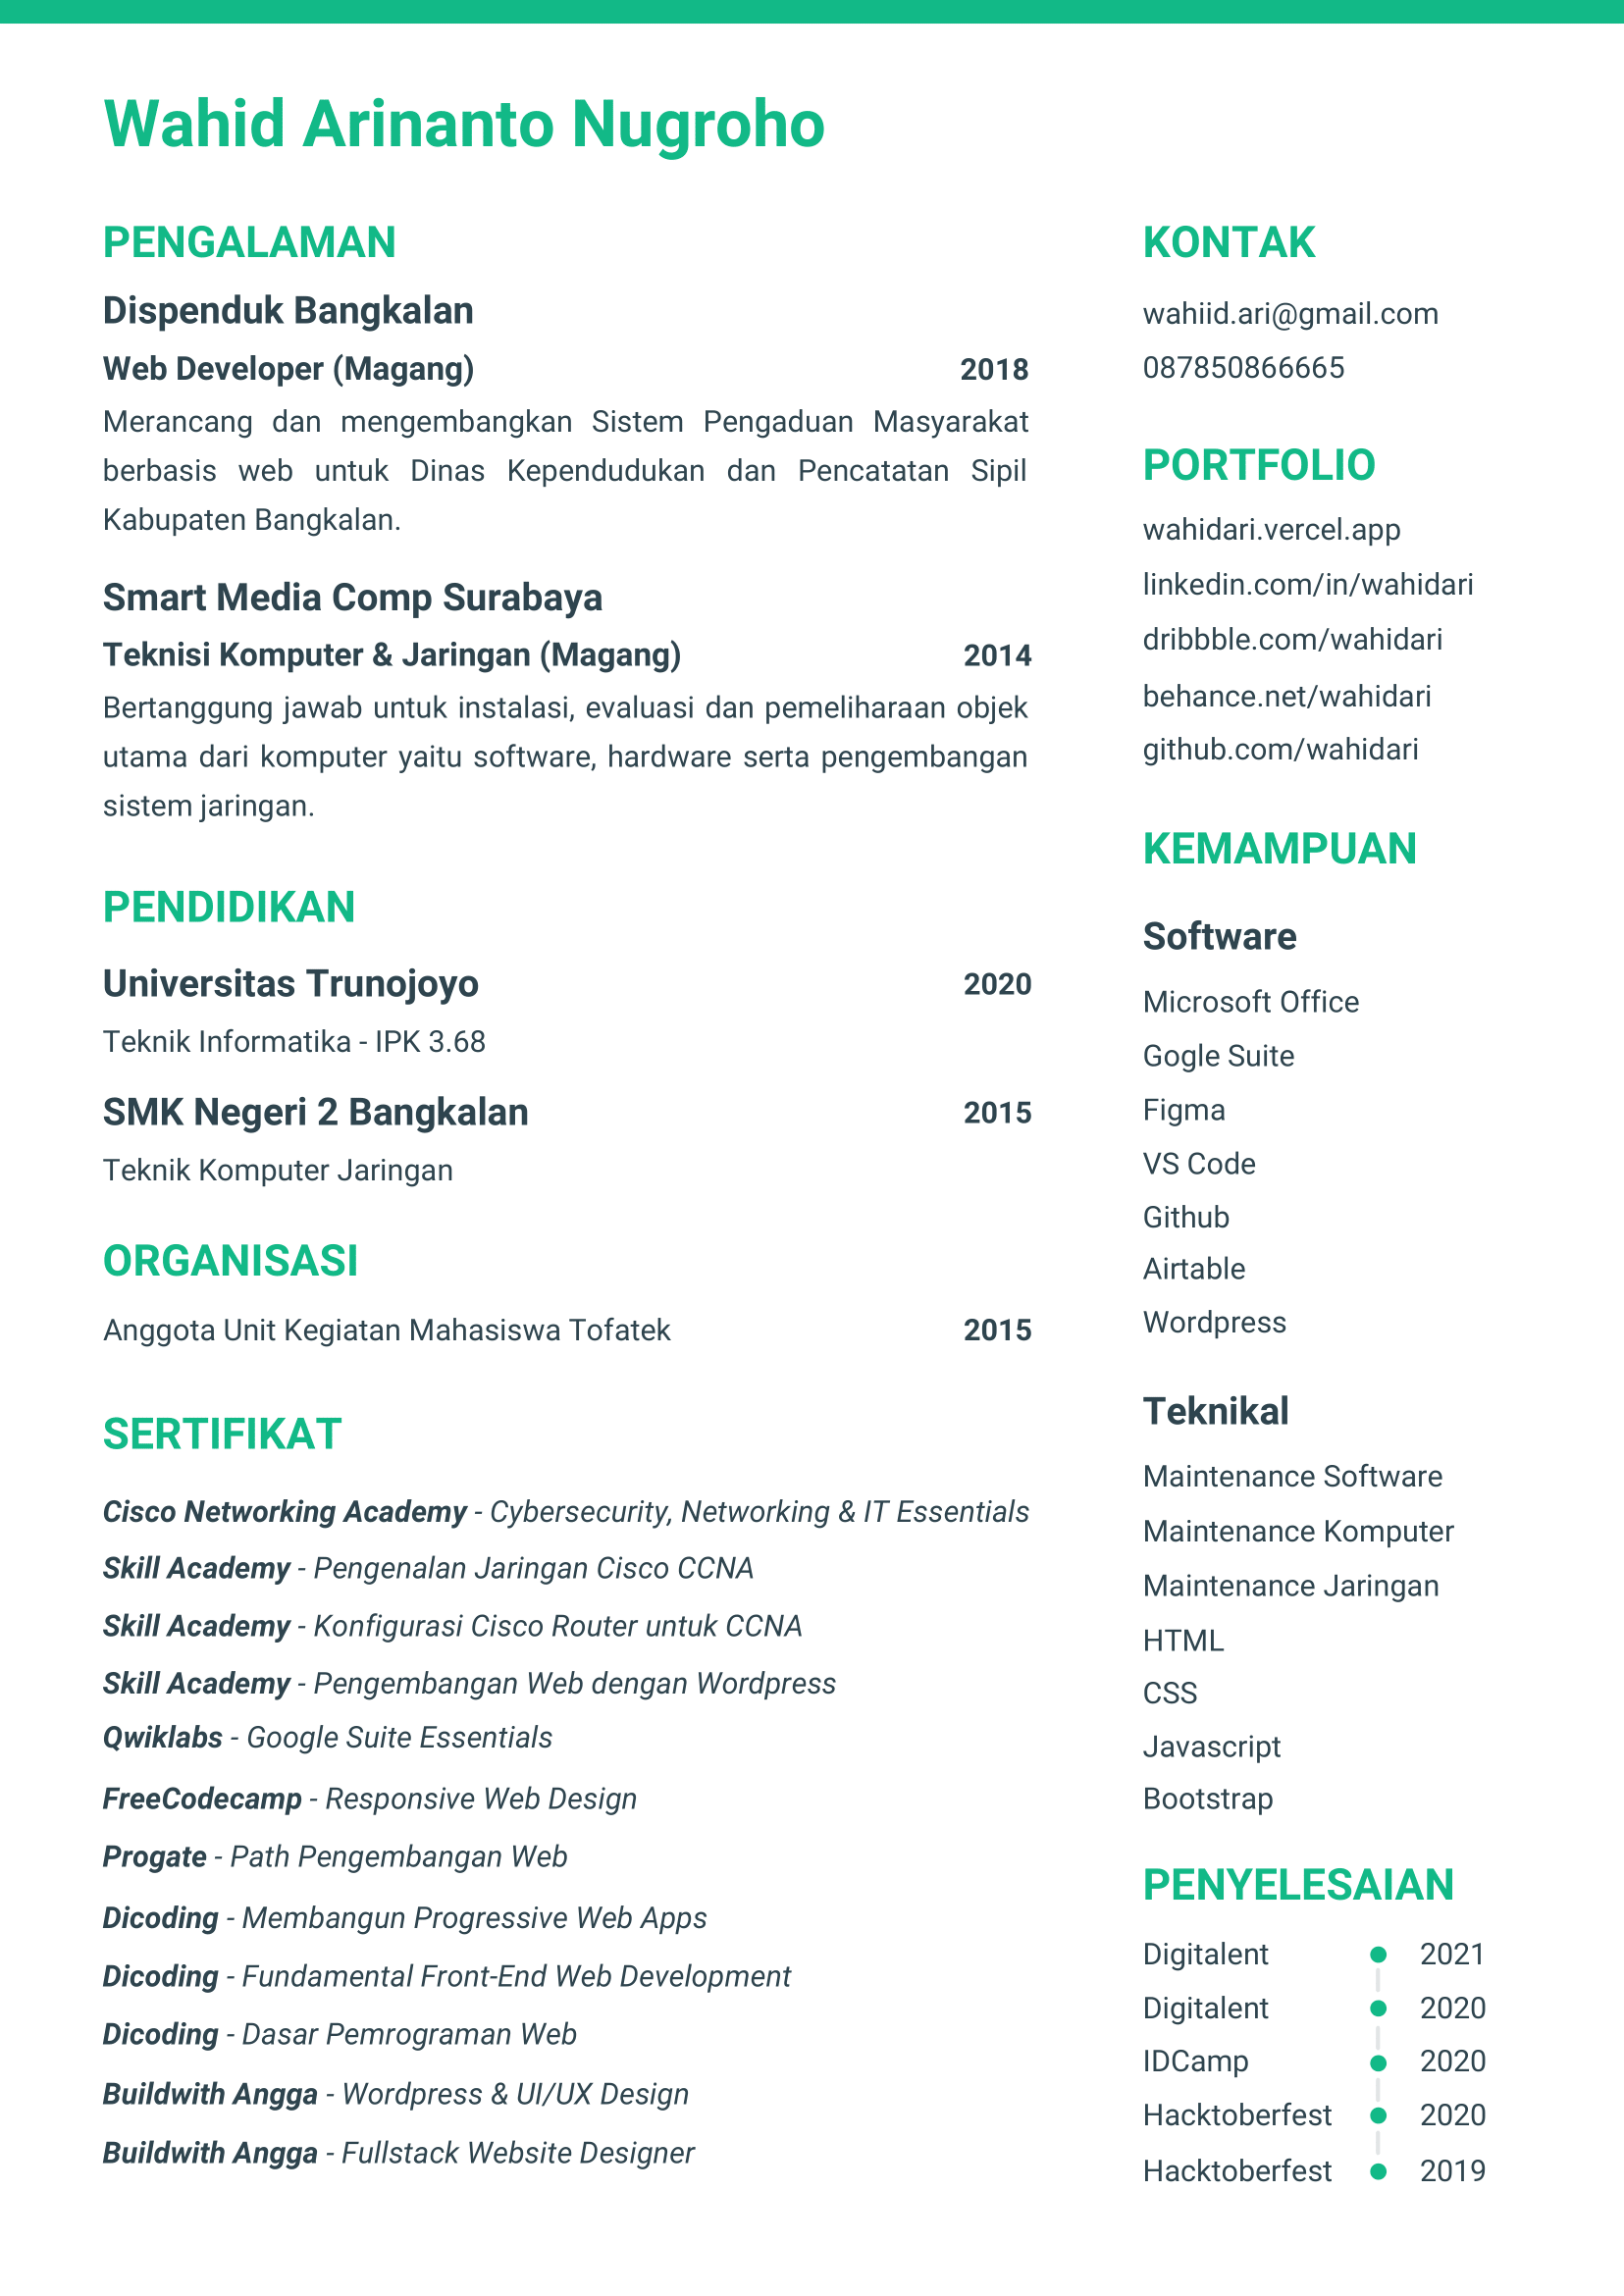 Wahid Arinanto Nugroho
PENGALAMAN
Dispenduk Bangkalan
Web Developer (Magang) 2018
Merancang dan mengembangkan Sistem Pengaduan Masyarakat
berbasis web untuk Dinas Kependudukan dan Pencatatan Sipil
Kabupaten Bangkalan.
Smart Media Comp Surabaya
Teknisi Komputer & Jaringan (Magang) 2014
Bertanggung jawab untuk instalasi, evaluasi dan pemeliharaan objek
utama dari komputer yaitu software, hardware serta pengembangan
sistem jaringan.
PENDIDIKAN
Universitas Trunojoyo 2020
Teknik Informatika - IPK 3.68
SMK Negeri 2 Bangkalan 2015
Teknik Komputer Jaringan
ORGANISASI
Anggota Unit Kegiatan Mahasiswa Tofatek 2015
SERTIFIKAT
Cisco Networking Academy - Cybersecurity, Networking & IT Essentials
Skill Academy - Pengenalan Jaringan Cisco CCNA
Skill Academy - Konfigurasi Cisco Router untuk CCNA
Skill Academy - Pengembangan Web dengan Wordpress
Qwiklabs - Google Suite Essentials
FreeCodecamp - Responsive Web Design
Progate - Path Pengembangan Web
Dicoding - Membangun Progressive Web Apps
Dicoding - Fundamental Front-End Web Development
Dicoding - Dasar Pemrograman Web
Buildwith Angga - Wordpress & UI/UX Design
Buildwith Angga - Fullstack Website Designer
KONTAK
wahiid.ari@gmail.com
087850866665
PORTFOLIO
wahidari.vercel.app
linkedin.com/in/wahidari
dribbble.com/wahidari
behance.net/wahidari
github.com/wahidari
KEMAMPUAN
Software
Microsoft Office
Gogle Suite
Figma
VS Code
Github
Airtable
Wordpress
Teknikal
Maintenance Software
Maintenance Komputer
Maintenance Jaringan
HTML
CSS
Javascript
Bootstrap
PENYELESAIAN
Digitalent 2021
Digitalent 2020
IDCamp 2020
Hacktoberfest 2020
Hacktoberfest 2019